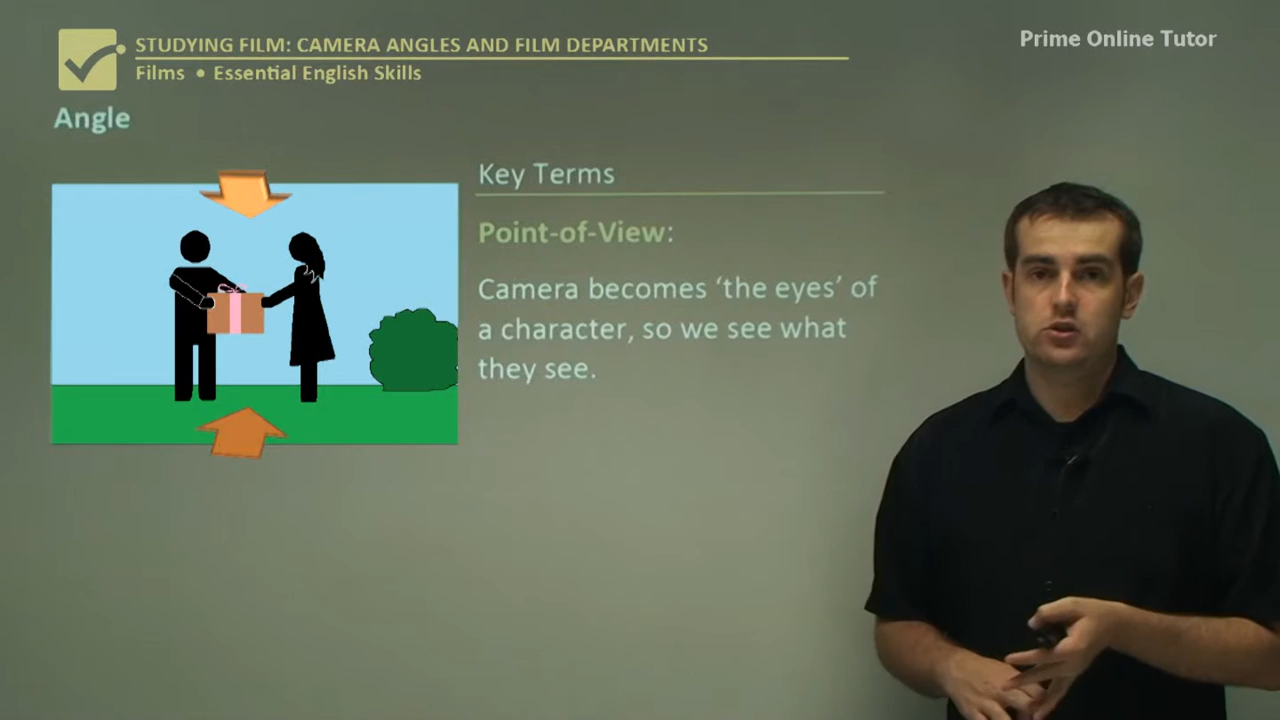 STUDYING FILM: CAMERA ANGLES AND FILM DEPARTMENTS
Prime Online Tutor
Films • Essential English Skills
Angle
Key Terms
Point-of-View:
Camera becomes ‘the eyes’ of
a character, so we see what
they see.